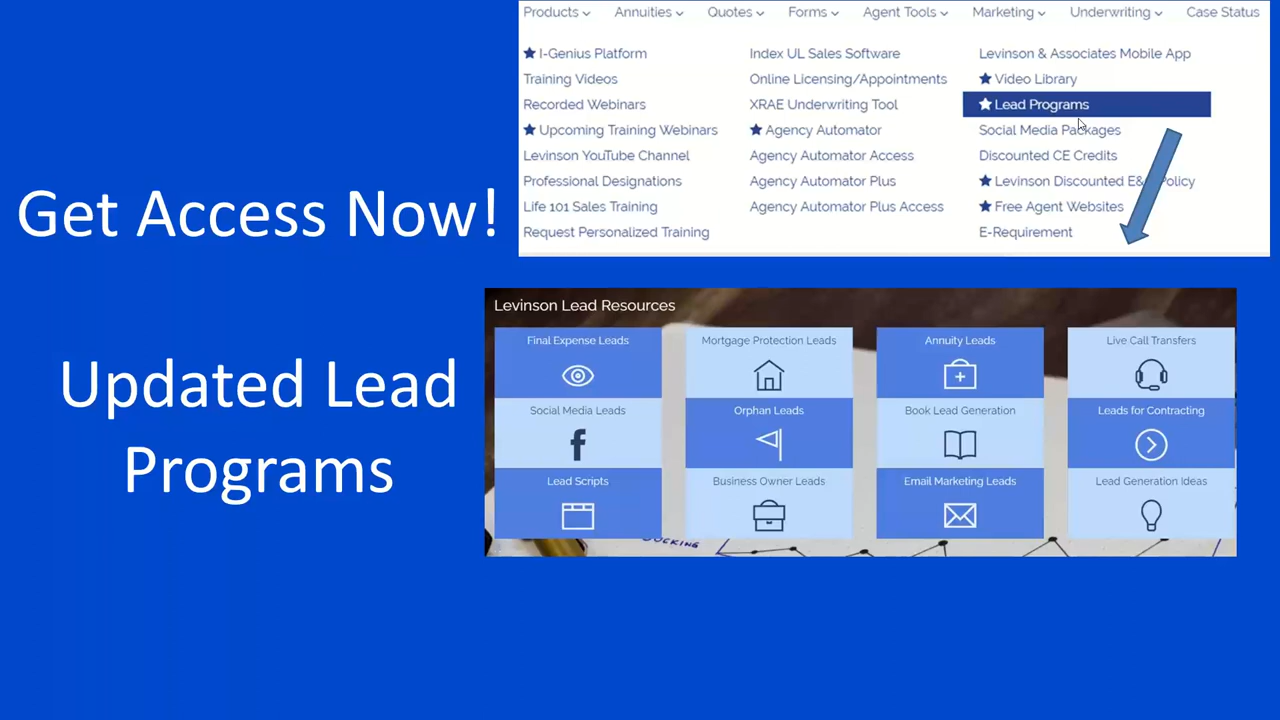 Get Access Now!
Updated Lead
Programs
Products Annuities Quotes Forms Agent Tools Marketing Underwriting Case Status
I-Genius Platform
Training Videos
Recorded Webinars
Upcoming Training Webinars
Levinson YouTube Channel
Professional Designations
Life 101 Sales Training
Request Personalized Training
Index UL Sales Software
Online Licensing/Appointments
XRAE Underwriting Tool
Agency Automator
Agency Automator Access
Agency Automator Plus
Agency Automator Plus Access
Levinson & Associates Mobile App
Video Library
Lead Programs
Social Media Packages
Discounted CE Credits
Levinson Discounted E& Policy
Free Agent Websites
E-Requirement
Levinson Lead Resources
Final Expense Leads
Mortgage Protection Leads
Annuity Leads
Live Call Transfers
Social Media Leads
Orphan Leads
Book Lead Generation
Leads for Contracting
Lead Scripts
Business Owner Leads
Email Marketing Leads
Lead Generation Ideas